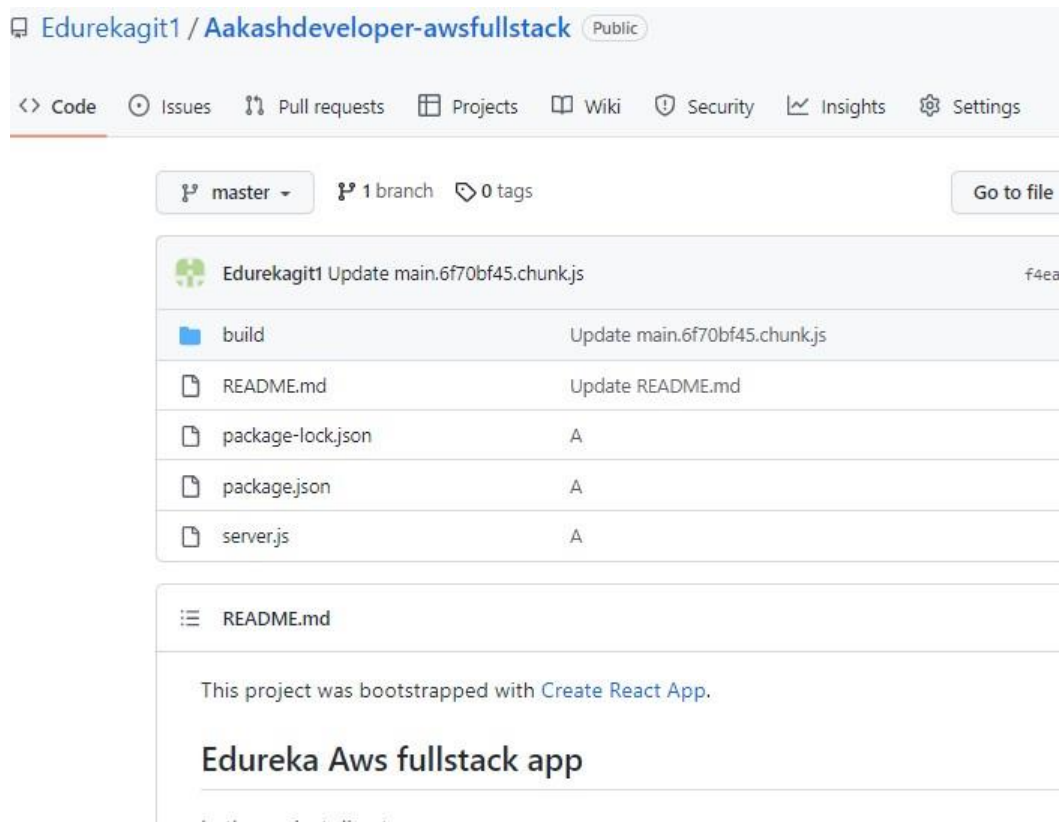 Edurekagit1 / Aakashdeveloper-awsfullstack Public
<> Code Issues Pull requests Projects Wiki Security Insights Settings
master 1 branch 0 tags Go to file
Edurekagit1 Update main.6f70bf45.chunk.js f4ea
build Update main.6f70bf45.chunk.js
README.md Update README.md
package-lock.json A
package.json A
server.js A
README.md
This project was bootstrapped with Create React App.
Edureka Aws fullstack app